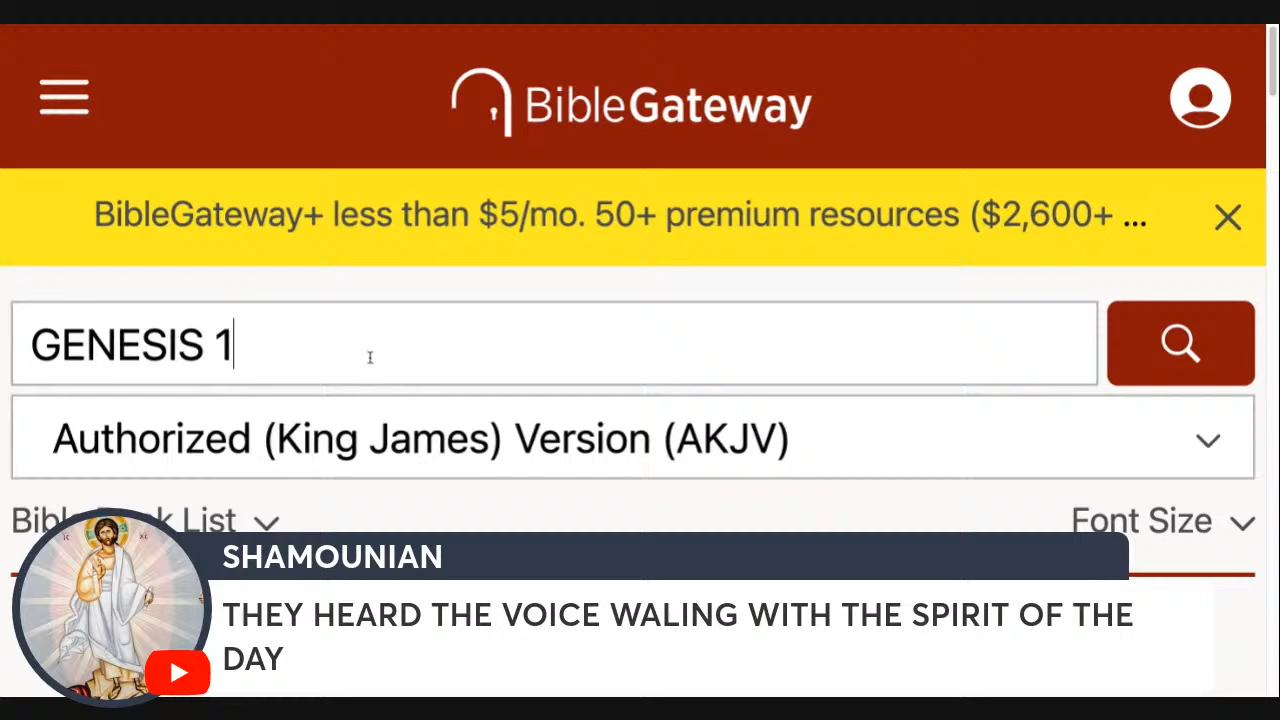 BibleGateway
BibleGateway+ less than $5/mo. 50+ premium resources ($2,600+ ...
GENESIS 1
Authorized (King James) Version (AKJV)
Bib k List
Font Size
SHAMOUNIAN
THEY HEARD THE VOICE WALING WITH THE SPIRIT OF THE
DAY